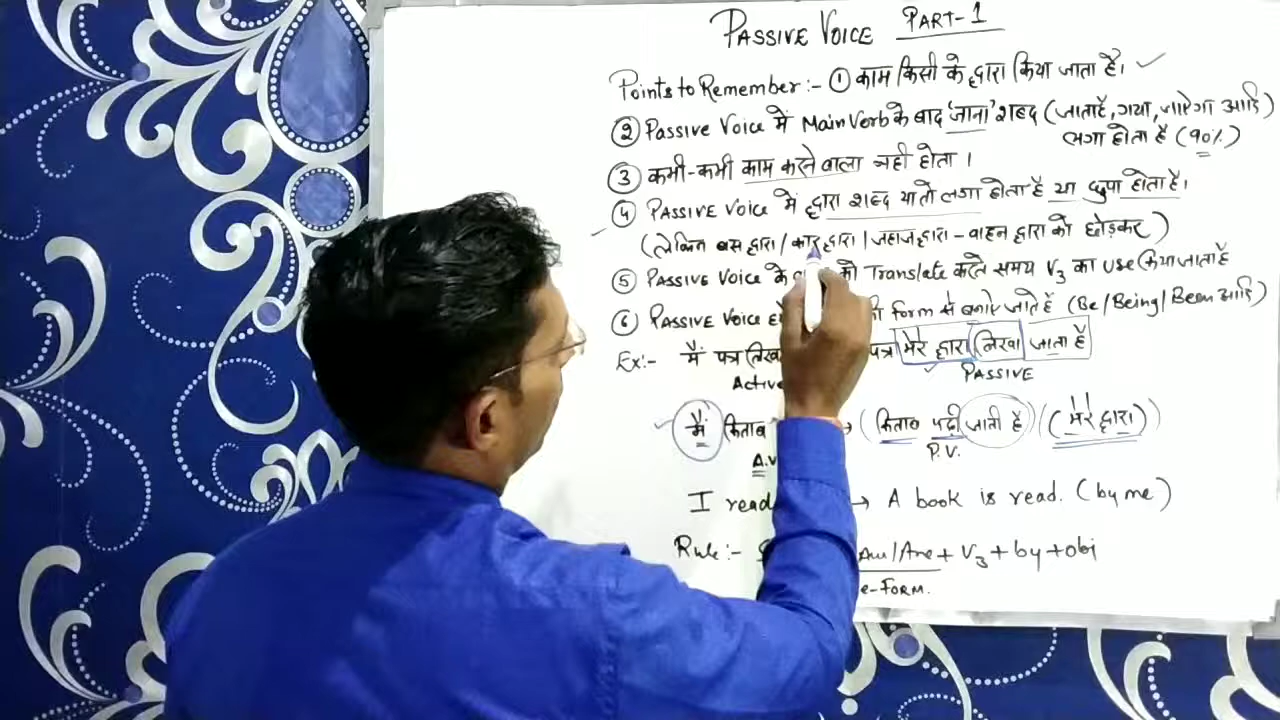 PASSIVE VOICE PART-1
Points to Remember:- ① काम किसी के द्वारा किया जाता है।
② Passive Voice में Main Verb के बाद 'जाना' शब्द (जाता है, गया, जाऐगा आदि)
लगा होता है (90%)
③ कभी-कभी काम करने वाला नहीं होता।
④ PASSIVE VOICE में द्वारा शब्द या तो लगा होता है या छुपा होता है।
(लेकिन बस द्वारा/कार द्वारा/जहाज द्वारा - वाहन द्वारा को छोड़कर)
⑤ PASSIVE VOICE के को Translate करते समय V3 का use किया जाता है
⑥ PASSIVE VOICE form से बनाऐ जाते हैं (Be/Being/Been आदि)
Ex:- मैं पत्र पत्र मेरे द्वारा लिखा जाता है
PASSIVE
मैं किताब (किताब पढ़ी जाती है) (मेरे द्वारा)
A.V P.V.
I read → A book is read. (by me)
Rule:- Am/Are + V3 + by + obj
e-FORM.